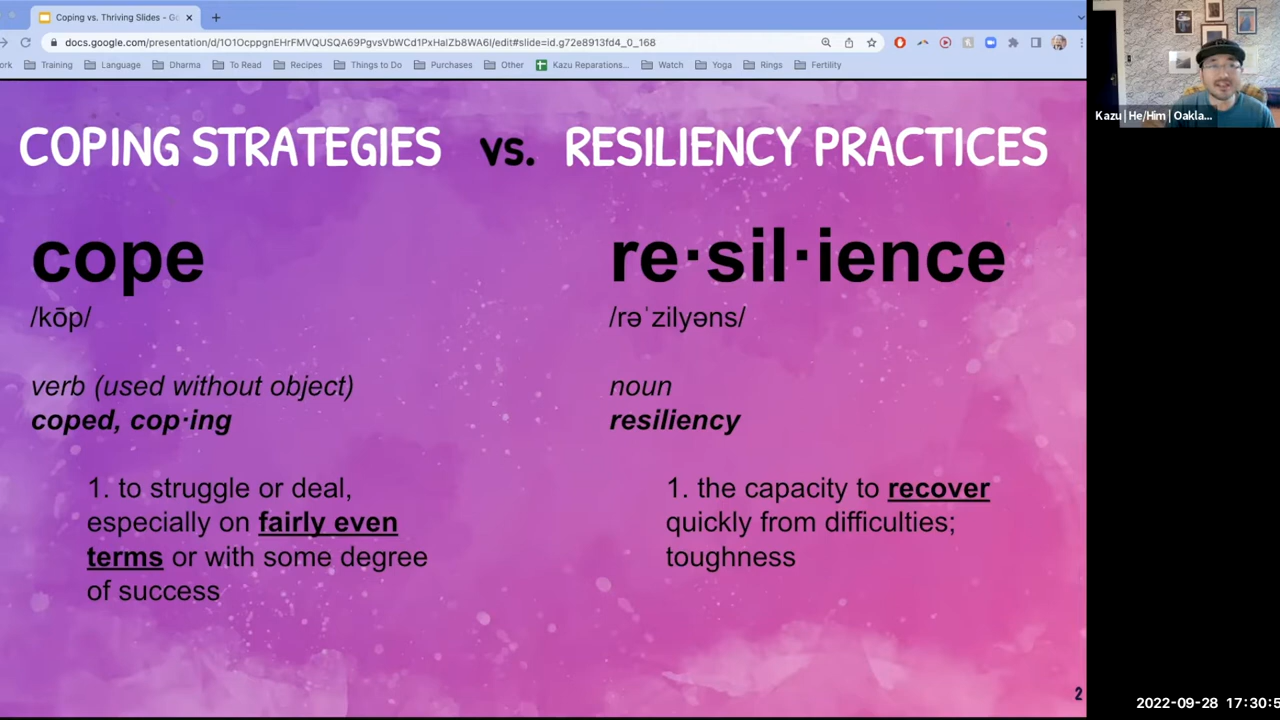 Coping vs. Thriving Slides - Go
docs.google.com/presentation/d/1O1OcppgnEHrFMVQUSQA69PgvsVbWCd1PxHaIZb8WA6I/edit#slide=id.g72e8913fd4_0_168
ork Training Language Dharma To Read Recipes Things to Do Purchases Other Kazu Reparations... Watch Yoga Rings Fertility
Kazu | He/Him | Oakla...
COPING STRATEGIES vs. RESILIENCY PRACTICES
cope
/kōp/
verb (used without object)
coped, cop·ing
1. to struggle or deal,
especially on fairly even
terms or with some degree
of success
re·sil·ience
/rəˈzilyəns/
noun
resiliency
1. the capacity to recover
quickly from difficulties;
toughness
2
2022-09-28 17:30:5